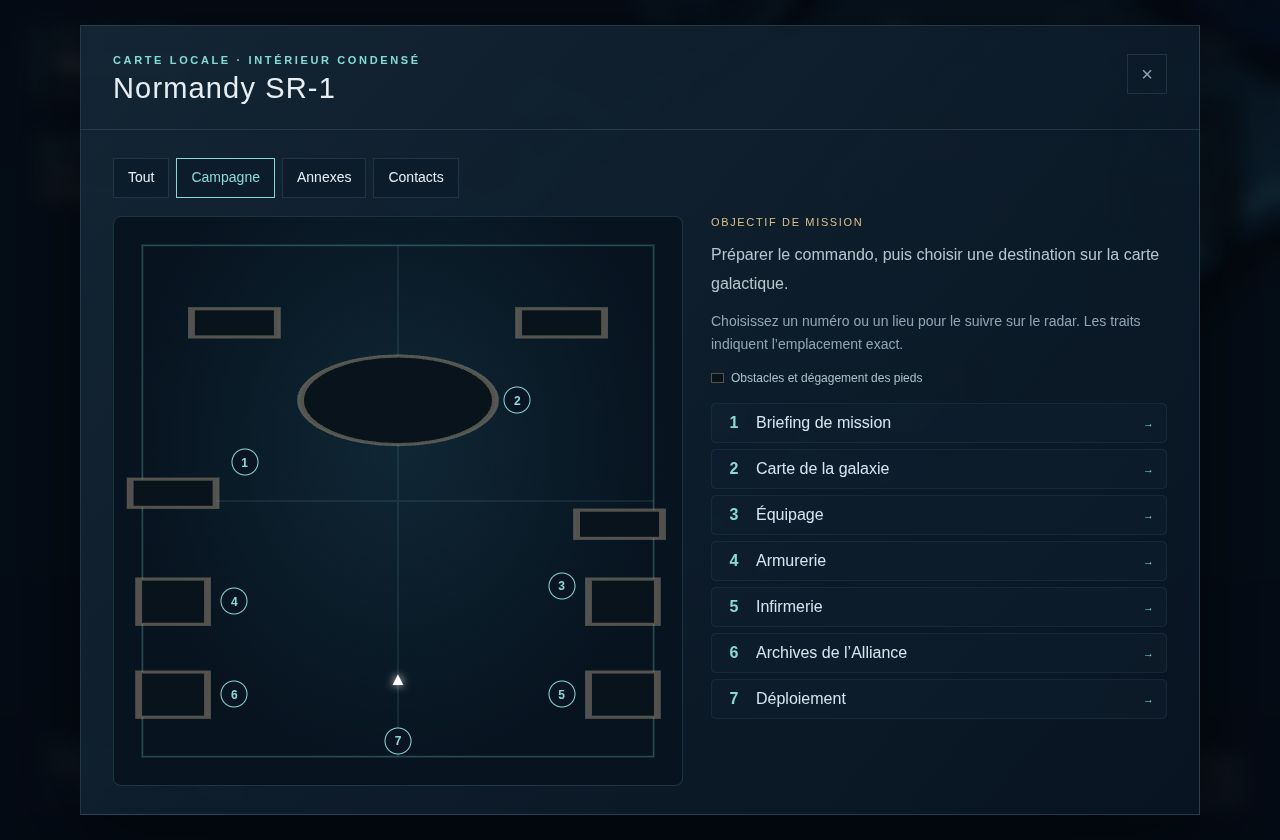 CARTE LOCALE · INTÉRIEUR CONDENSÉ
Normandy SR-1
×
Tout
Campagne
Annexes
Contacts
2
1
3
4
6
5
7
OBJECTIF DE MISSION
Préparer le commando, puis choisir une destination sur la carte
galactique.
Choisissez un numéro ou un lieu pour le suivre sur le radar. Les traits
indiquent l’emplacement exact.
Obstacles et dégagement des pieds
1 Briefing de mission →
2 Carte de la galaxie →
3 Équipage →
4 Armurerie →
5 Infirmerie →
6 Archives de l’Alliance →
7 Déploiement →